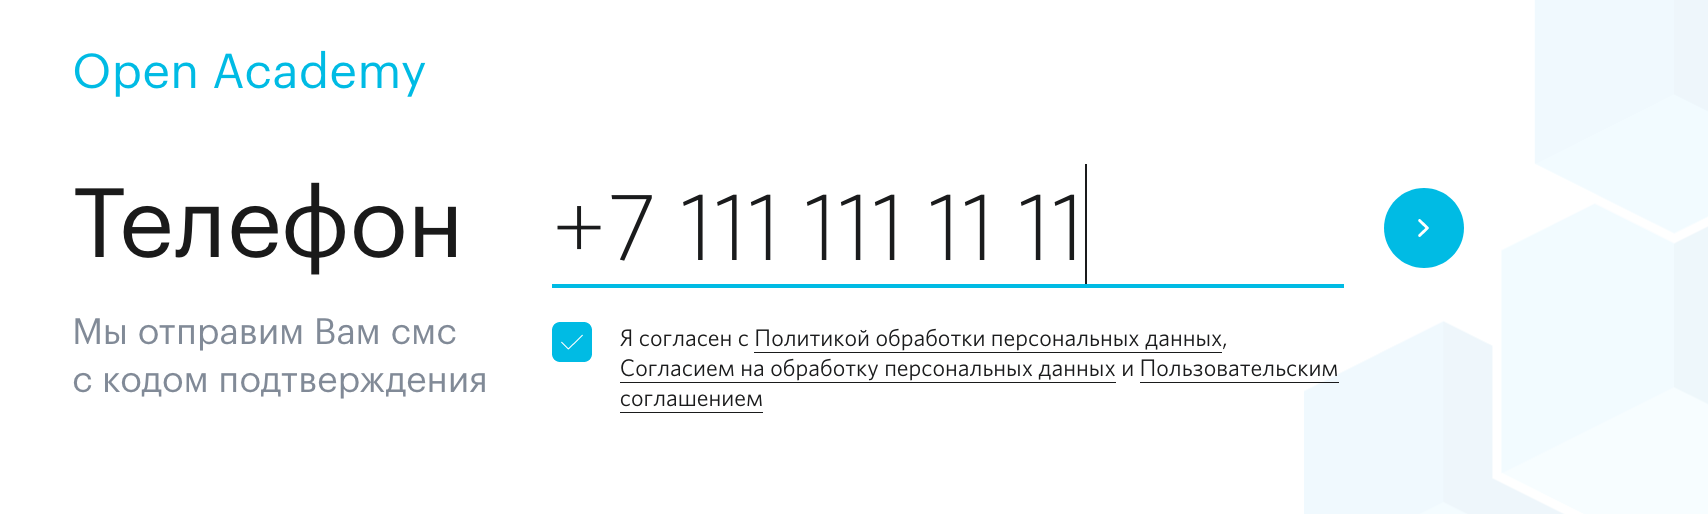 Open Academy
Телефон
+7 111 111 11 11
Мы отправим Вам смс
с кодом подтверждения
Я согласен с Политикой обработки персональных данных,
Согласием на обработку персональных данных и Пользовательским
соглашением